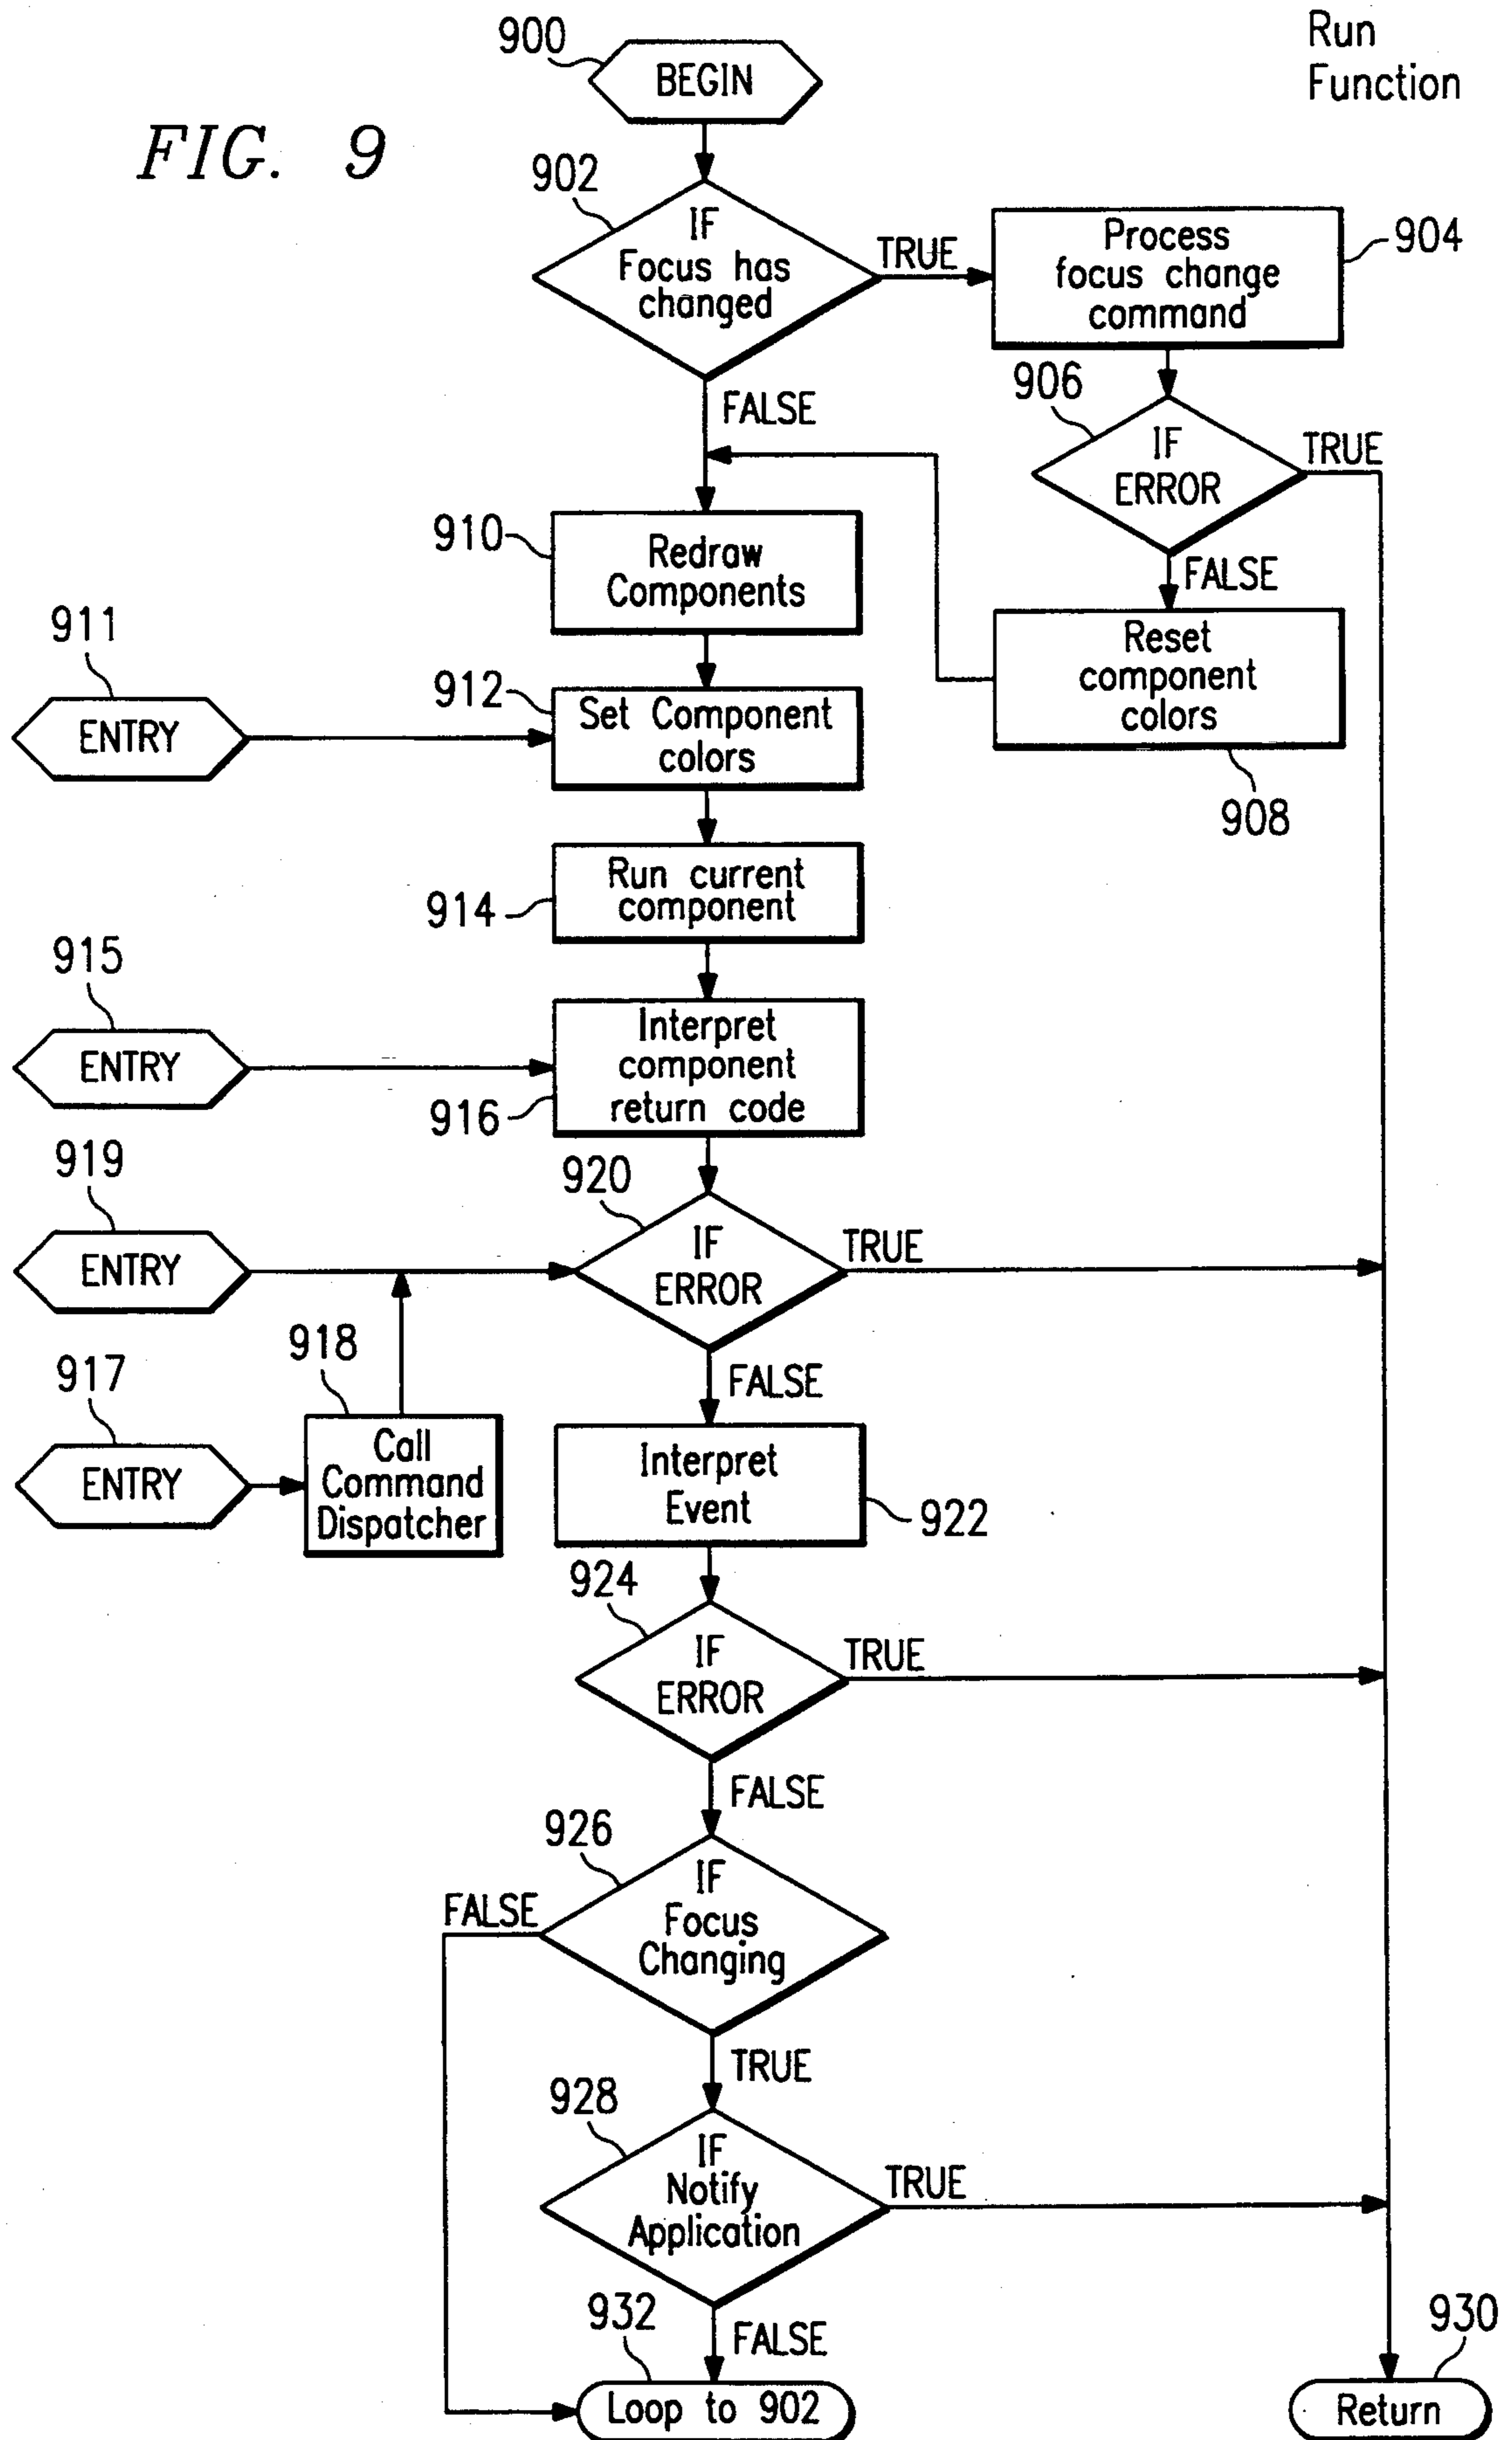 900
BEGIN
Run
Function
FIG. 9
902
IF
Focus has
changed
TRUE
Process
focus change
command
904
FALSE
906
IF
ERROR
TRUE
FALSE
910
Redraw
Components
Reset
component
colors
908
911
ENTRY
912
Set Component
colors
914
Run current
component
915
ENTRY
916
Interpret
component
return code
919
ENTRY
920
IF
ERROR
TRUE
FALSE
917
ENTRY
918
Call
Command
Dispatcher
Interpret
Event
922
924
IF
ERROR
TRUE
FALSE
926
IF
Focus
Changing
FALSE
TRUE
928
IF
Notify
Application
TRUE
FALSE
932
Loop to 902
930
Return